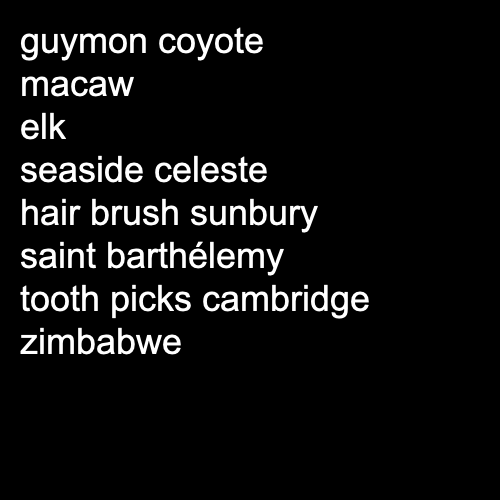 guymon coyote
macaw
elk
seaside celeste
hair brush sunbury
saint barthélemy
tooth picks cambridge
zimbabwe